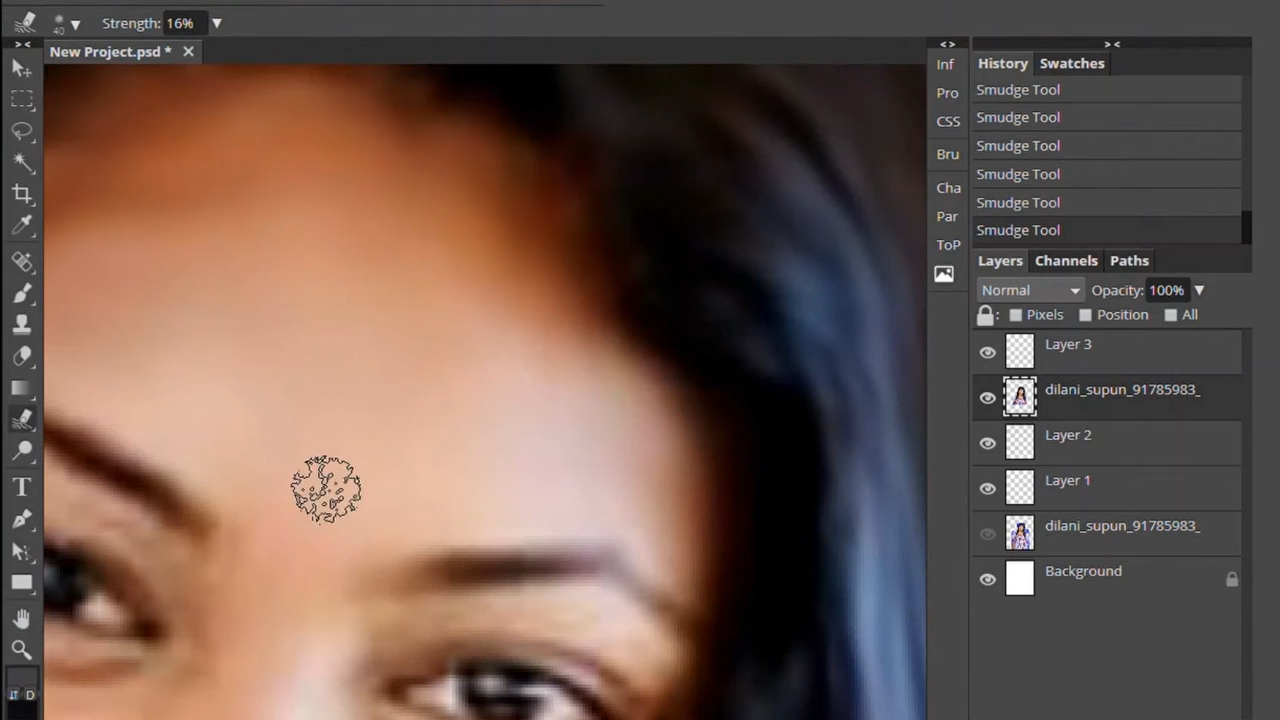 40
Strength: 16%
New Project.psd *
Inf
Pro
CSS
Bru
Cha
Par
ToP
History
Swatches
Smudge Tool
Smudge Tool
Smudge Tool
Smudge Tool
Smudge Tool
Smudge Tool
Layers
Channels
Paths
Normal
Opacity: 100%
: Pixels
Position
All
Layer 3
dilani_supun_91785983_
Layer 2
Layer 1
dilani_supun_91785983_
Background
T
D